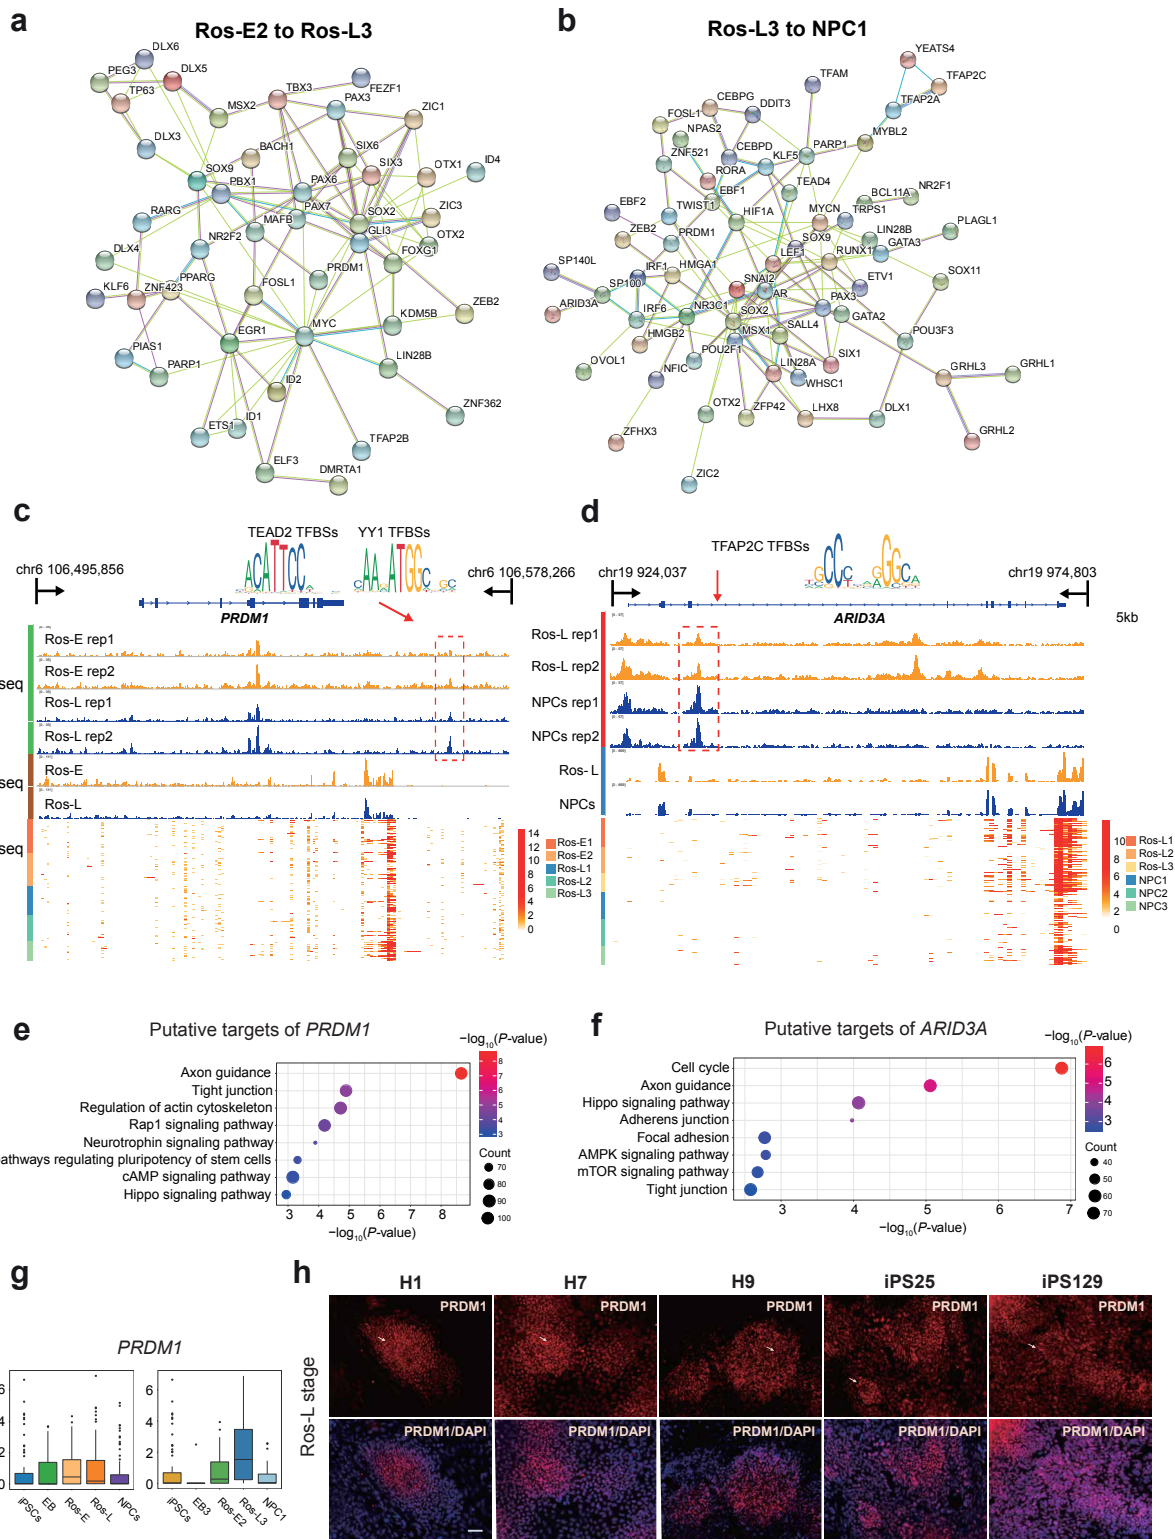 a
Ros-E2 to Ros-L3
DLX6
PEG3
DLX5
TP63
MSX2
TBX3
FEZF1
PAX3
ZIC1
DLX3
BACH1
SIX6
SIX3
OTX1
ID4
SOX9
PBX1
PAX6
PAX7
SOX2
ZIC3
RARG
MAFB
GLI3
OTX2
NR2F2
FOXG1
DLX4
PPARG
PRDM1
KLF6
ZNF423
FOSL1
ZEB2
MYC
KDM5B
EGR1
PIAS1
PARP1
LIN28B
ID2
ZNF362
ETS1
ID1
TFAP2B
ELF3
DMRTA1
b
Ros-L3 to NPC1
YEATS4
TFAM
TFAP2C
CEBPG
DDIT3
TFAP2A
FOSL1
NPAS2
MYBL2
CEBPD
KLF5
PARP1
ZNF521
RORA
EBF1
TEAD4
BCL11A
NR2F1
EBF2
TWIST1
HIF1A
MYCN
TRPS1
PLAGL1
ZEB2
PRDM1
SOX9
LIN28B
LEF1
RUNX1
GATA3
SP140L
IRF1
HMGA1
SOX11
SP100
SNAI2
ETV1
AR
ARID3A
IRF6
NR3C1
SOX2
PAX3
GATA2
HMGB2
MSX1
SALL4
POU3F3
OVOL1
POU2F1
SIX1
NFIC
LIN28A
WHSC1
GRHL3
GRHL1
OTX2
ZFP42
LHX8
DLX1
ZFHX3
GRHL2
ZIC2
c
TEAD2 TFBSs
YY1 TFBSs
chr6 106,495,856
chr6 106,578,266
PRDM1
Ros-E rep1
Ros-E rep2
seq
Ros-L rep1
Ros-L rep2
seq
Ros-E
Ros-L
seq
14
12
10
8
6
4
2
0
Ros-E1
Ros-E2
Ros-L1
Ros-L2
Ros-L3
d
TFAP2C TFBSs
chr19 924,037
chr19 974,803
ARID3A
5kb
Ros-L rep1
Ros-L rep2
NPCs rep1
NPCs rep2
Ros- L
NPCs
10
8
6
4
2
0
Ros-L1
Ros-L2
Ros-L3
NPC1
NPC2
NPC3
e
Putative targets of PRDM1
Axon guidance
Tight junction
Regulation of actin cytoskeleton
Rap1 signaling pathway
Neurotrophin signaling pathway
pathways regulating pluripotency of stem cells
cAMP signaling pathway
Hippo signaling pathway
3 4 5 6 7 8
−log10(P-value)
−log10(P-value)
8
7
6
5
4
3
Count
70
80
90
100
f
Putative targets of ARID3A
Cell cycle
Axon guidance
Hippo signaling pathway
Adherens junction
Focal adhesion
AMPK signaling pathway
mTOR signaling pathway
Tight junction
3 4 5 6 7
−log10(P-value)
−log10(P-value)
6
5
4
3
Count
40
50
60
70
g
PRDM1
6
4
2
0
iPSCs
EB
Ros-E
Ros-L
NPCs
6
4
2
0
iPSCs
EB3
Ros-E2
Ros-L3
NPC1
h
H1
H7
H9
iPS25
iPS129
Ros-L stage
PRDM1
PRDM1
PRDM1
PRDM1
PRDM1
PRDM1/DAPI
PRDM1/DAPI
PRDM1/DAPI
PRDM1/DAPI
PRDM1/DAPI